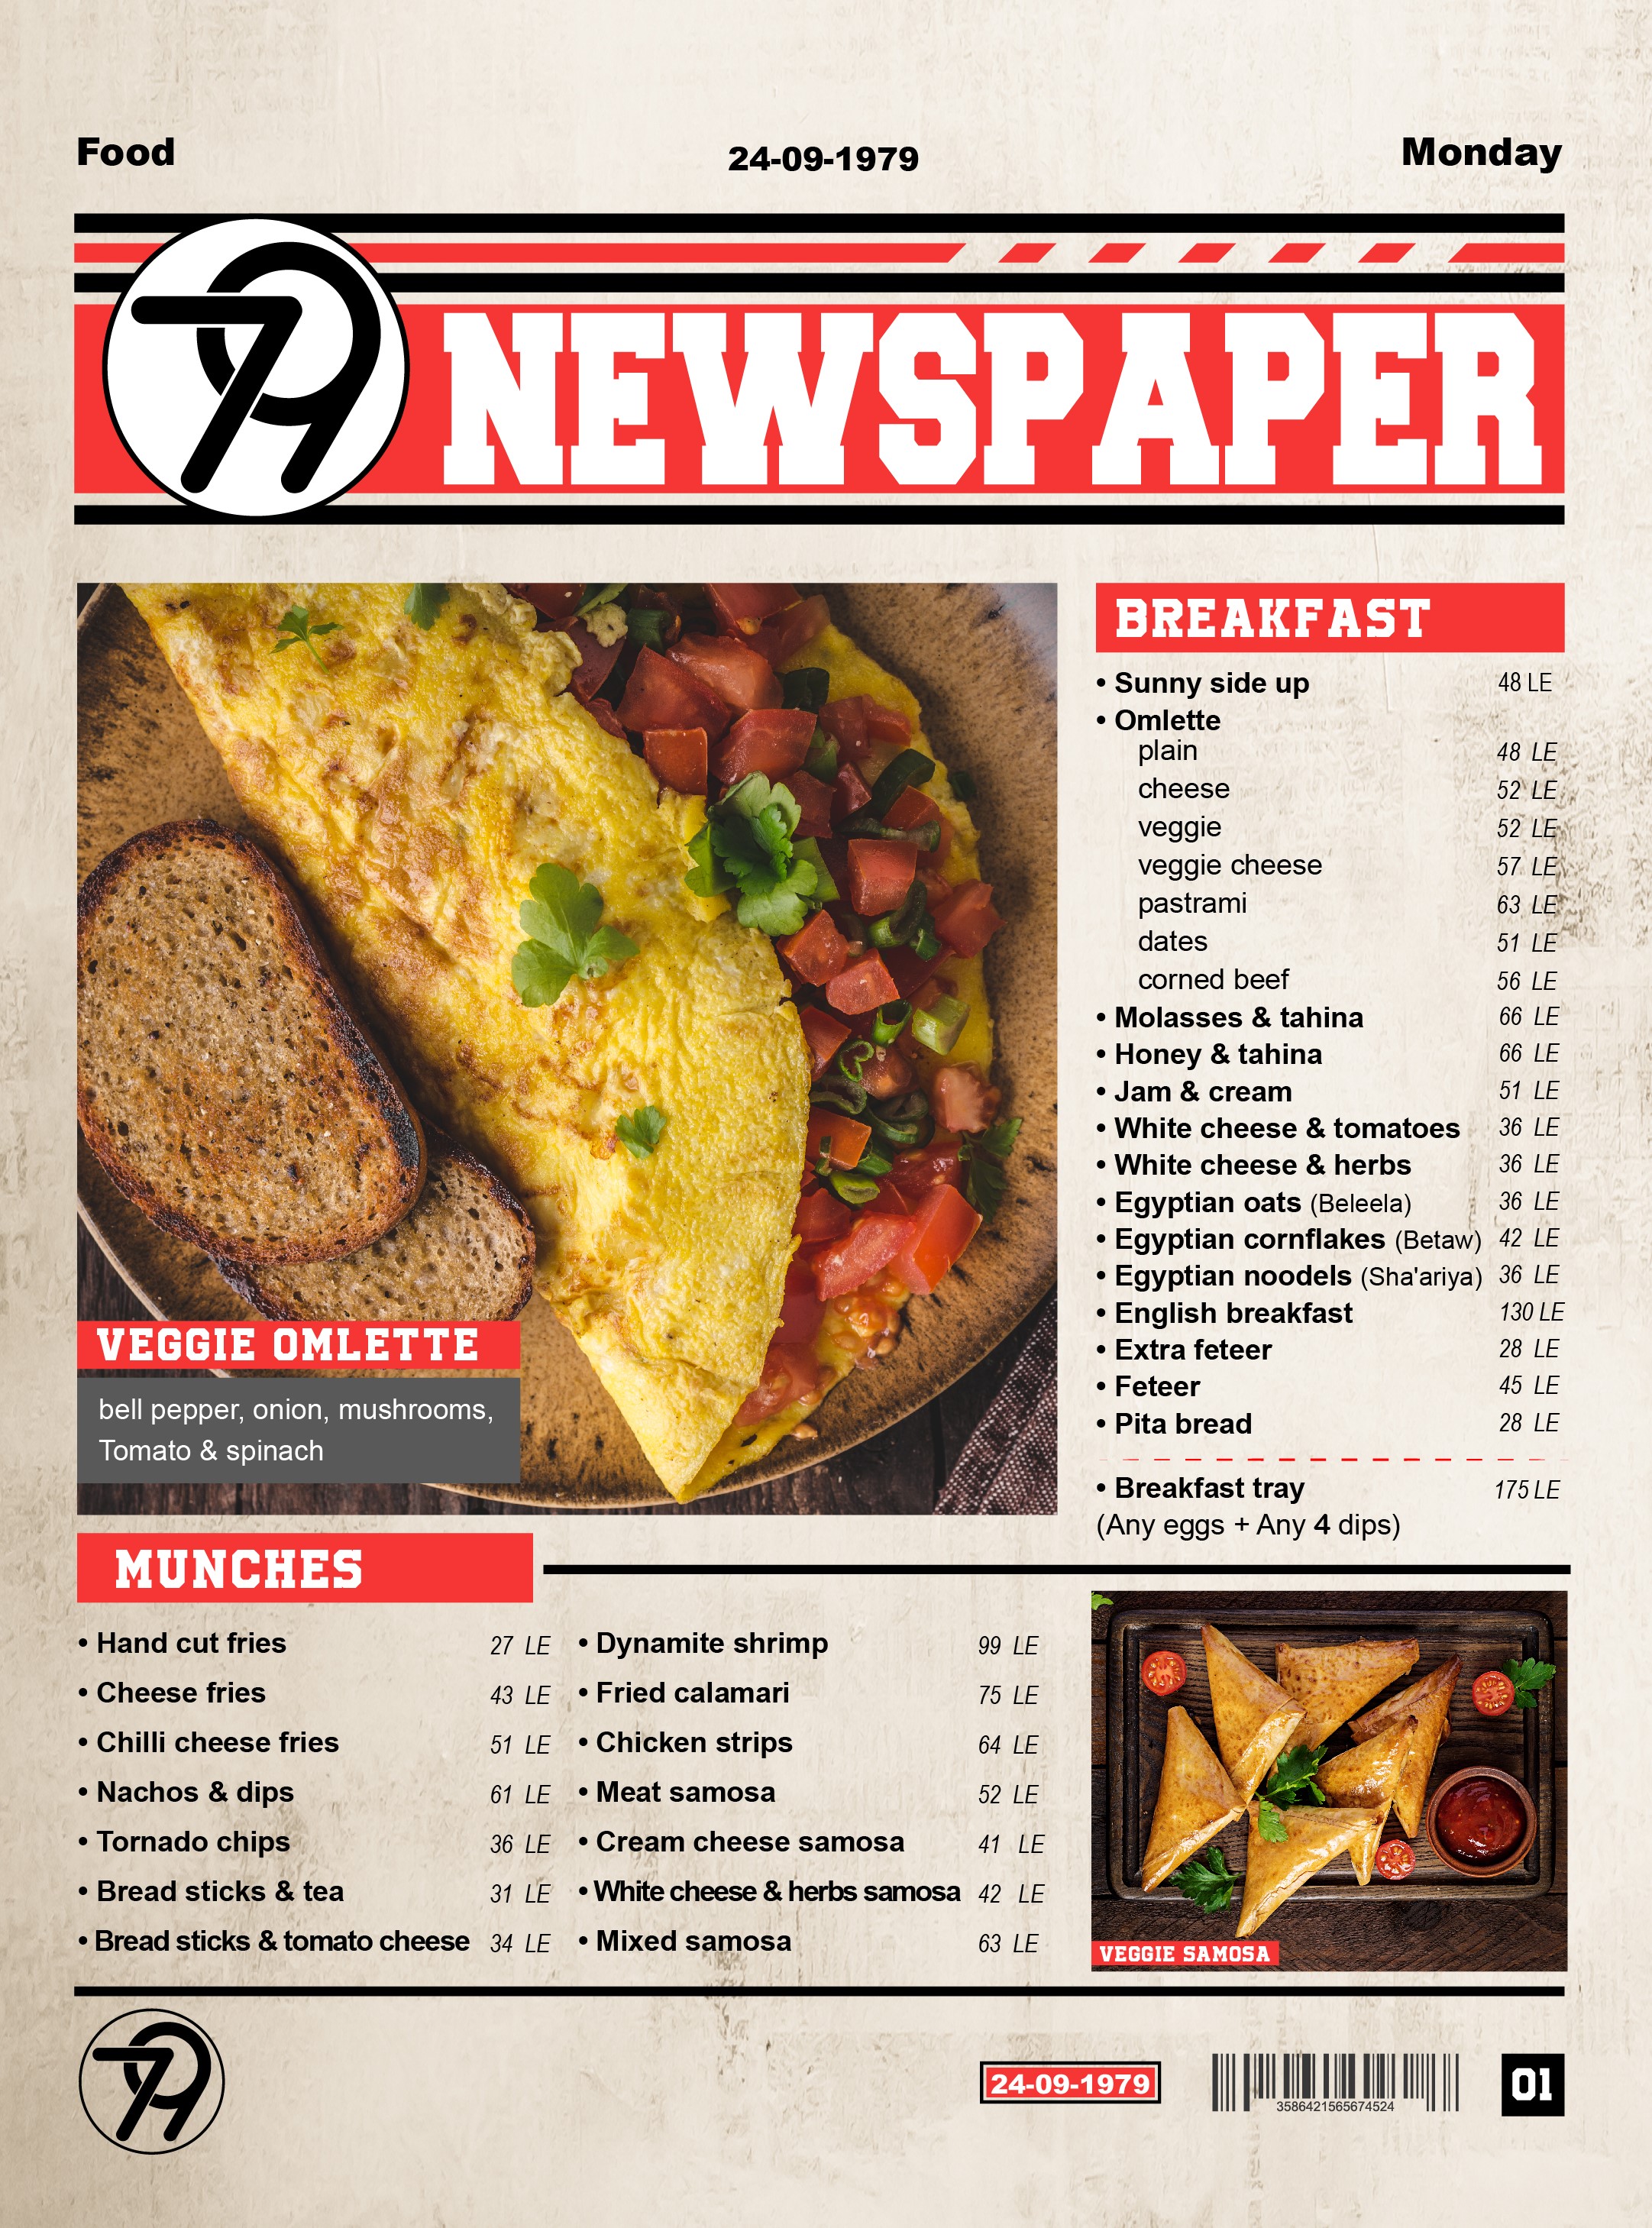 Food
24-09-1979
Monday
79
NEWSPAPER
BREAKFAST
• Sunny side up 48 LE
• Omlette
plain 48 LE
cheese 52 LE
veggie 52 LE
veggie cheese 57 LE
pastrami 63 LE
dates 51 LE
corned beef 56 LE
• Molasses & tahina 66 LE
• Honey & tahina 66 LE
• Jam & cream 51 LE
• White cheese & tomatoes 36 LE
• White cheese & herbs 36 LE
• Egyptian oats (Beleela) 36 LE
• Egyptian cornflakes (Betaw) 42 LE
• Egyptian noodels (Sha'ariya) 36 LE
• English breakfast 130 LE
• Extra feteer 28 LE
• Feteer 45 LE
• Pita bread 28 LE
• Breakfast tray 175 LE
(Any eggs + Any 4 dips)
VEGGIE OMLETTE
bell pepper, onion, mushrooms,
Tomato & spinach
MUNCHES
• Hand cut fries 27 LE
• Cheese fries 43 LE
• Chilli cheese fries 51 LE
• Nachos & dips 61 LE
• Tornado chips 36 LE
• Bread sticks & tea 31 LE
• Bread sticks & tomato cheese 34 LE
• Dynamite shrimp 99 LE
• Fried calamari 75 LE
• Chicken strips 64 LE
• Meat samosa 52 LE
• Cream cheese samosa 41 LE
• White cheese & herbs samosa 42 LE
• Mixed samosa 63 LE
VEGGIE SAMOSA
79
24-09-1979
3586421565674524
01